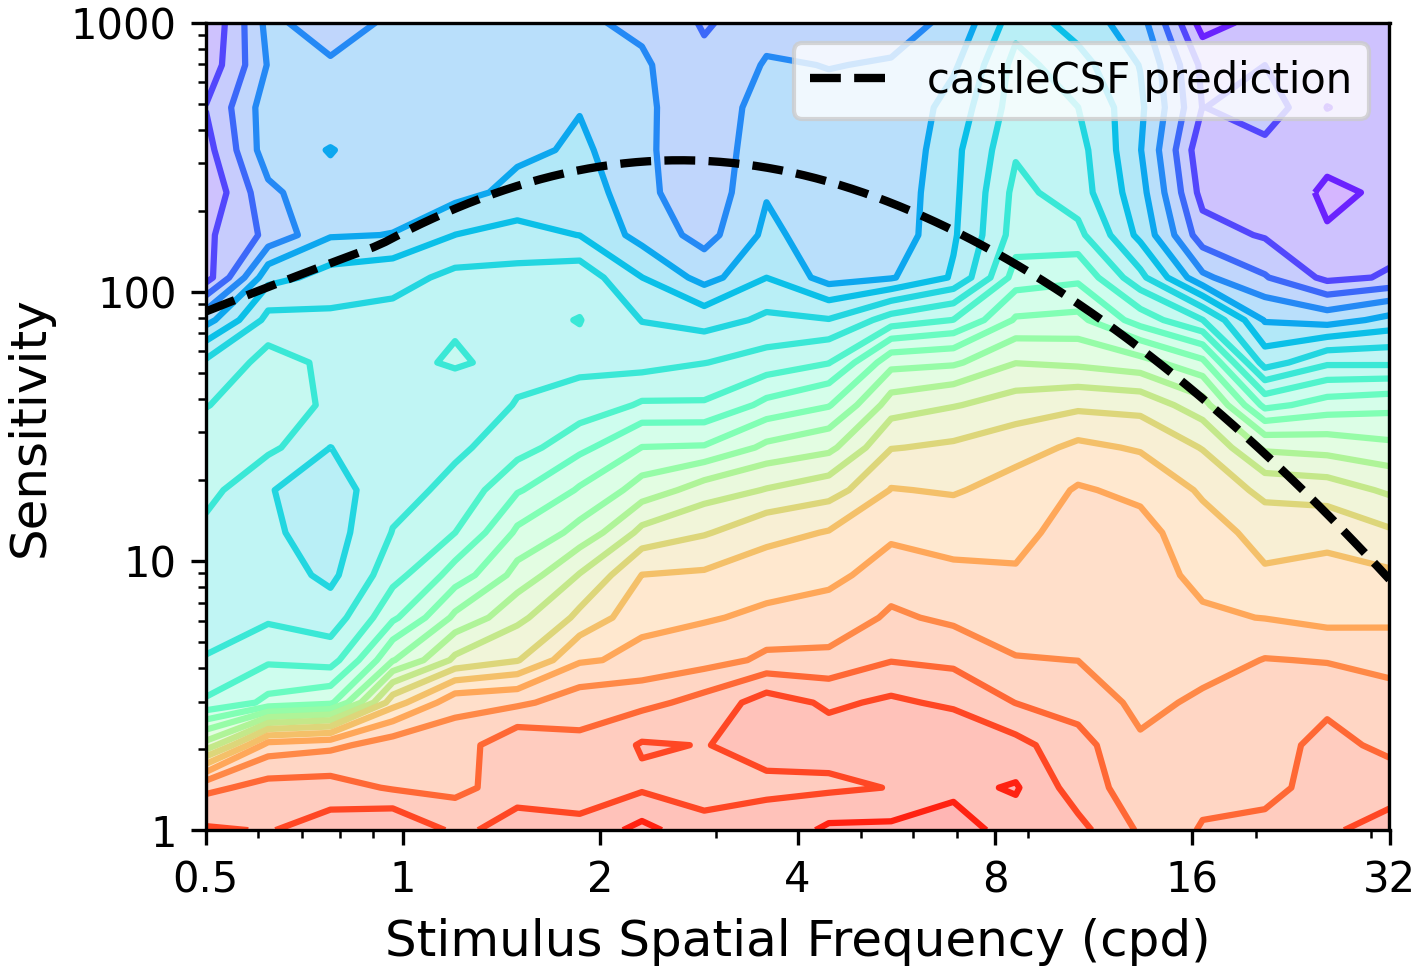 1000
100
10
1
Sensitivity
castleCSF prediction
0.5 1 2 4 8 16 32
Stimulus Spatial Frequency (cpd)